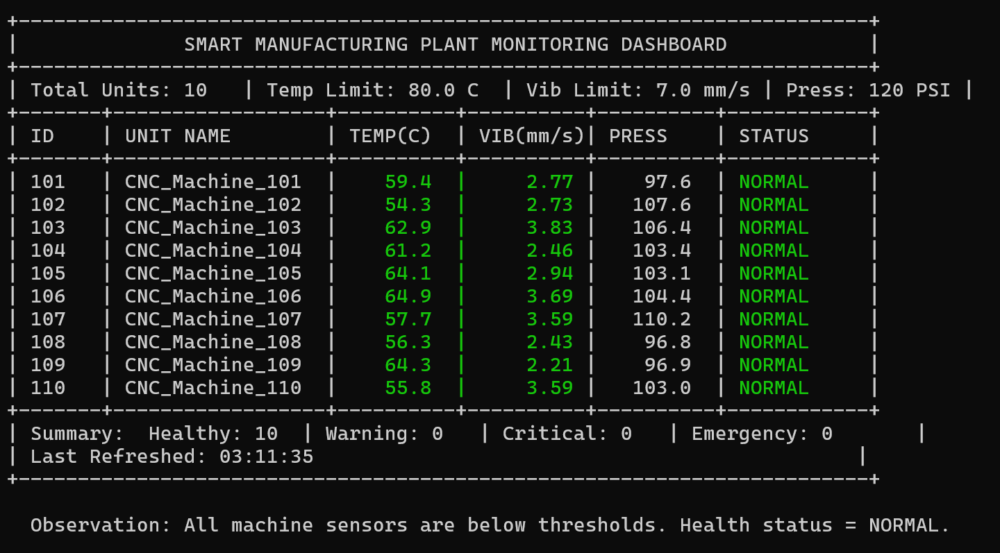 +-------------------------------------------------------------------------+
|              SMART MANUFACTURING PLANT MONITORING DASHBOARD            |
+-------------------------------------------------------------------------+
| Total Units: 10   | Temp Limit: 80.0 C  | Vib Limit: 7.0 mm/s | Press: 120 PSI |
+-------+------------------+----------+----------+----------+------------+
| ID    | UNIT NAME        | TEMP(C)  | VIB(mm/s)| PRESS    | STATUS     |
+-------+------------------+----------+----------+----------+------------+
| 101   | CNC_Machine_101  |    59.4  |     2.77 |    97.6  | NORMAL     |
| 102   | CNC_Machine_102  |    54.3  |     2.73 |   107.6  | NORMAL     |
| 103   | CNC_Machine_103  |    62.9  |     3.83 |   106.4  | NORMAL     |
| 104   | CNC_Machine_104  |    61.2  |     2.46 |   103.4  | NORMAL     |
| 105   | CNC_Machine_105  |    64.1  |     2.94 |   103.1  | NORMAL     |
| 106   | CNC_Machine_106  |    64.9  |     3.69 |   104.4  | NORMAL     |
| 107   | CNC_Machine_107  |    57.7  |     3.59 |   110.2  | NORMAL     |
| 108   | CNC_Machine_108  |    56.3  |     2.43 |    96.8  | NORMAL     |
| 109   | CNC_Machine_109  |    64.3  |     2.21 |    96.9  | NORMAL     |
| 110   | CNC_Machine_110  |    55.8  |     3.59 |   103.0  | NORMAL     |
+-------+------------------+----------+----------+----------+------------+
| Summary:  Healthy: 10  | Warning: 0   | Critical: 0   | Emergency: 0       |
| Last Refreshed: 03:11:35                                              |
+-------------------------------------------------------------------------+
Observation: All machine sensors are below thresholds. Health status = NORMAL.